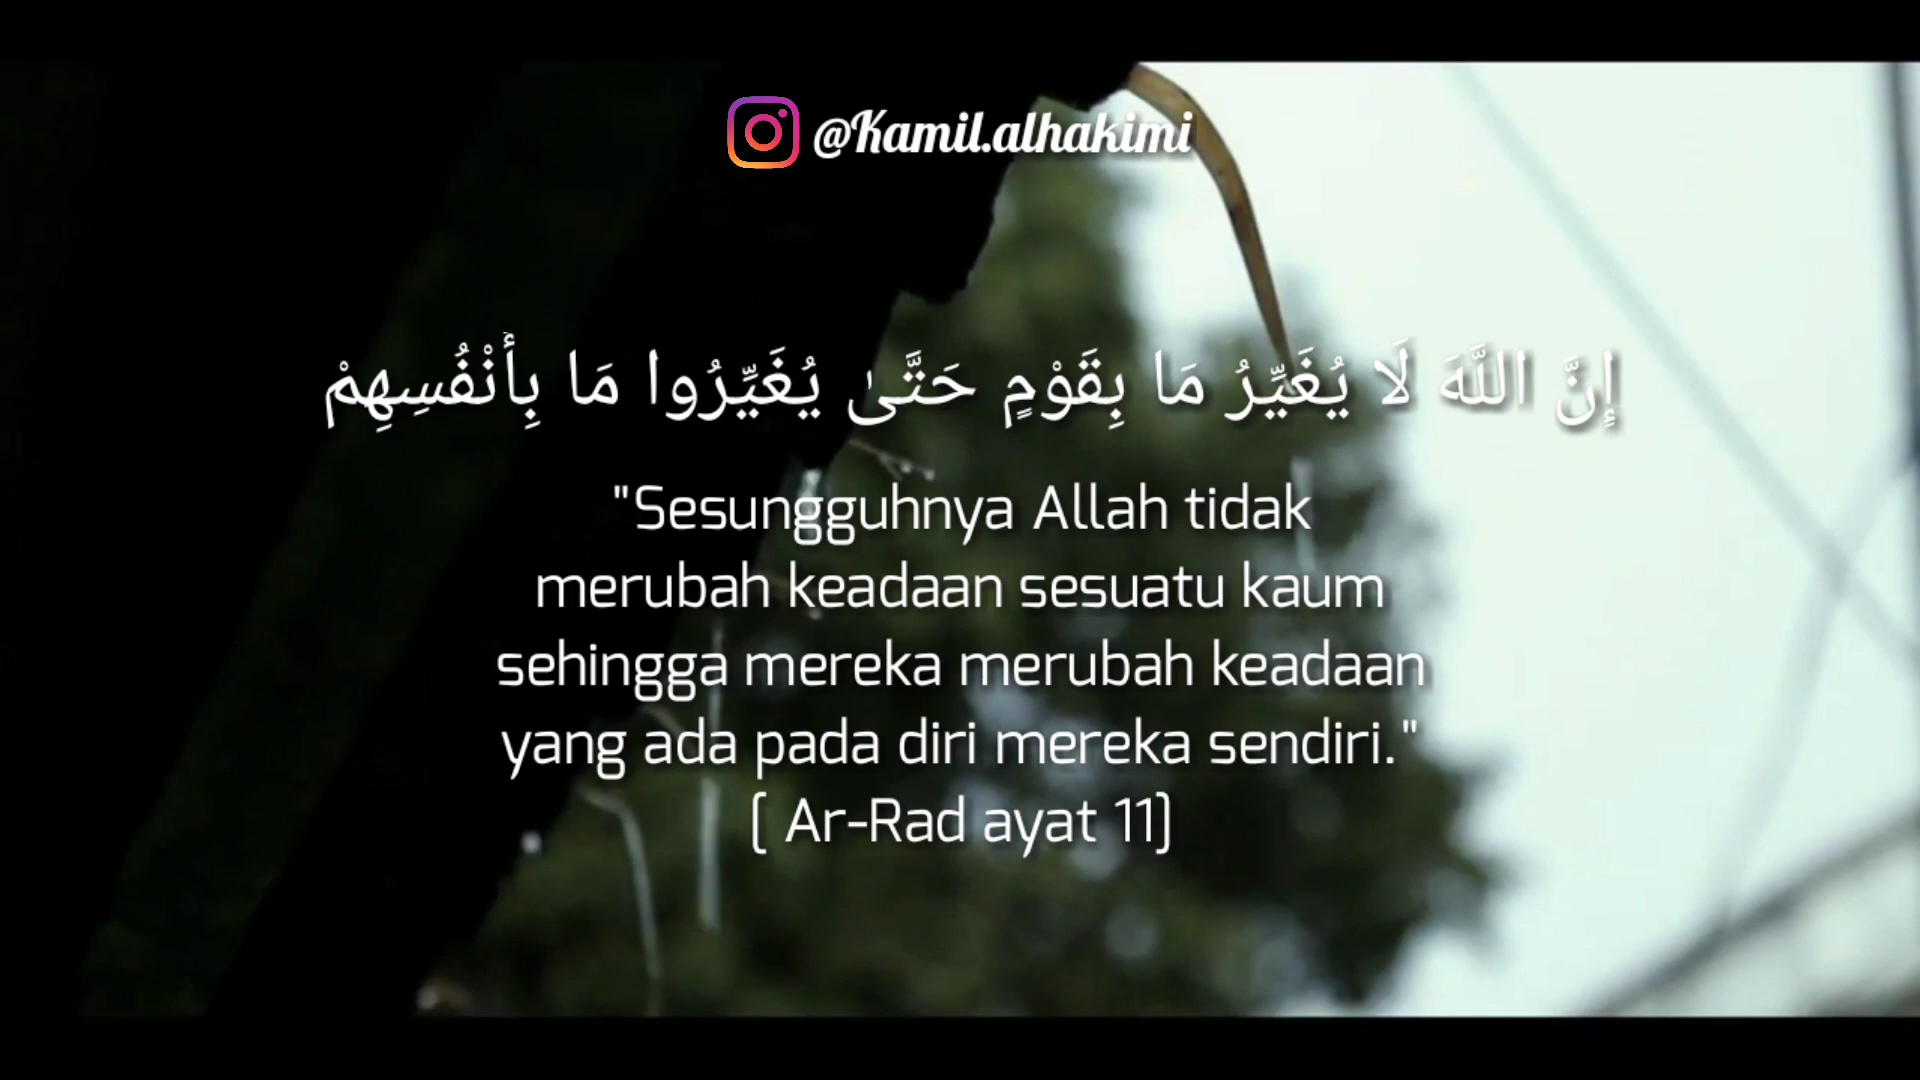 @Kamil.alhakimi
إِنَّ اللَّهَ لَا يُغَيِّرُ مَا بِقَوْمٍ حَتَّىٰ يُغَيِّرُوا مَا بِأَنْفُسِهِمْ
"Sesungguhnya Allah tidak
merubah keadaan sesuatu kaum
sehingga mereka merubah keadaan
yang ada pada diri mereka sendiri."
[ Ar-Rad ayat 11]